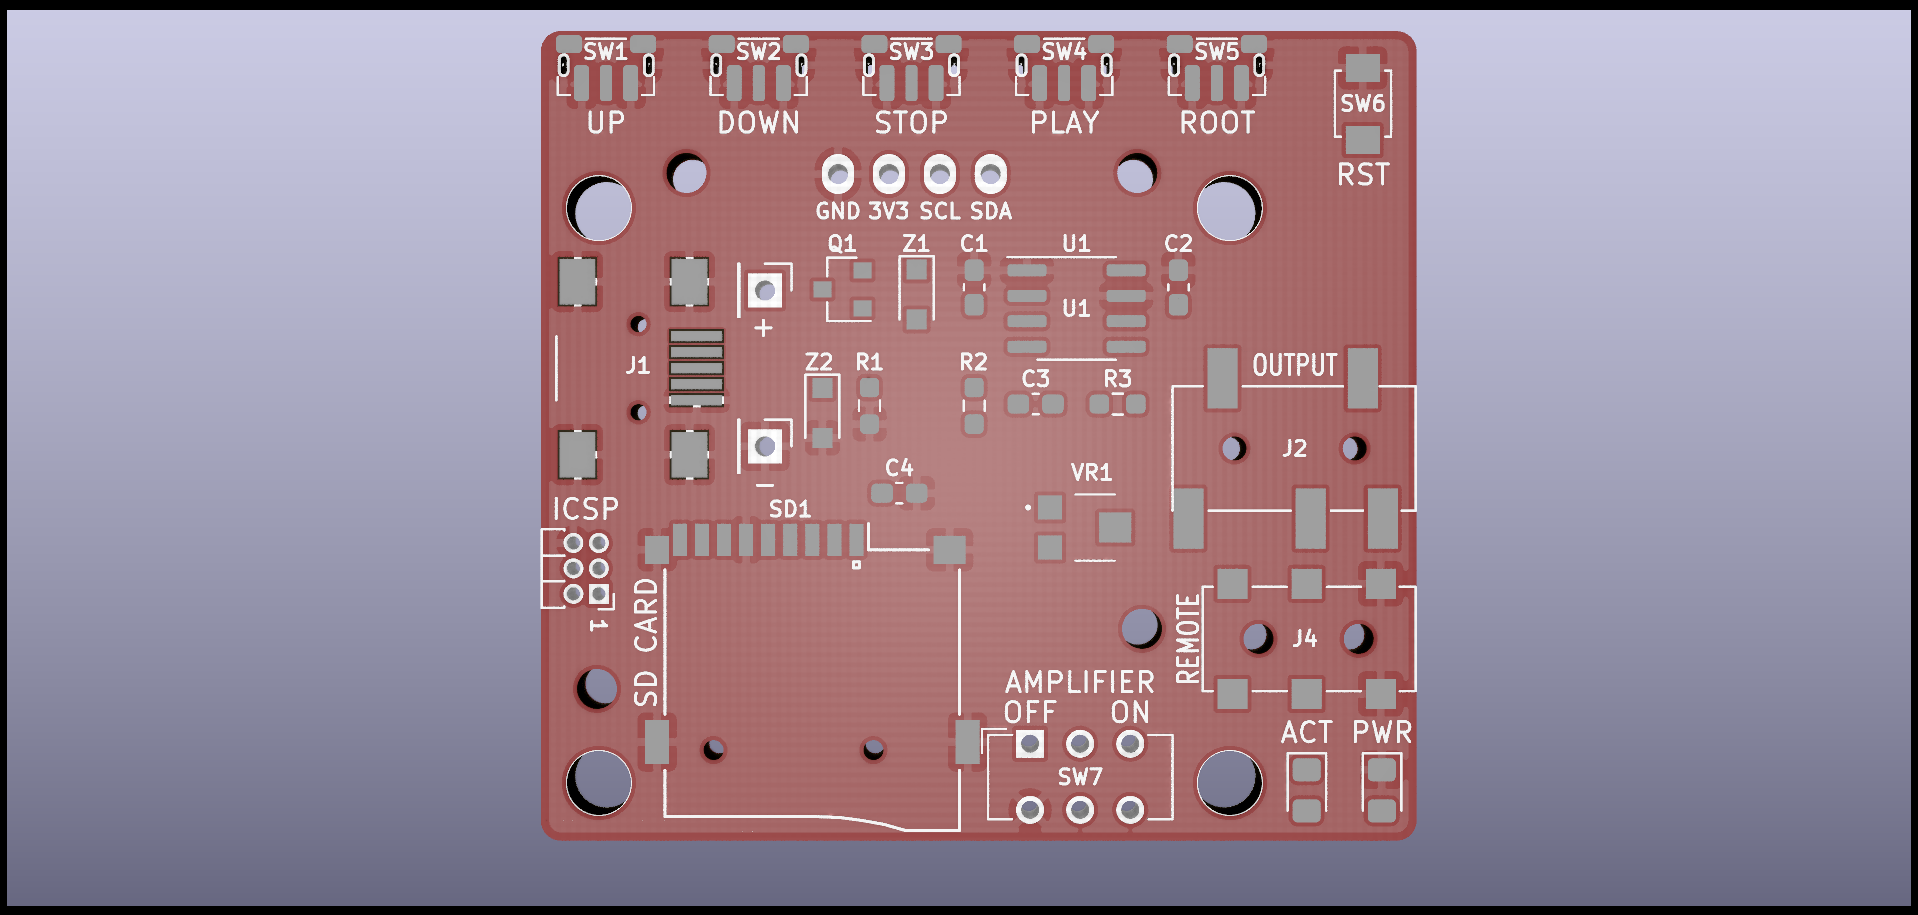 SW1 SW2 SW3 SW4 SW5
SW6
UP DOWN STOP PLAY ROOT
RST
GND 3V3 SCL SDA
Q1 Z1 C1 U1 C2
U1
+
J1 Z2 R1 R2 C3 R3
OUTPUT
J2
C4 VR1
–
ICSP SD1
1
SD CARD
REMOTE
J4
AMPLIFIER
OFF ON
ACT PWR
SW7